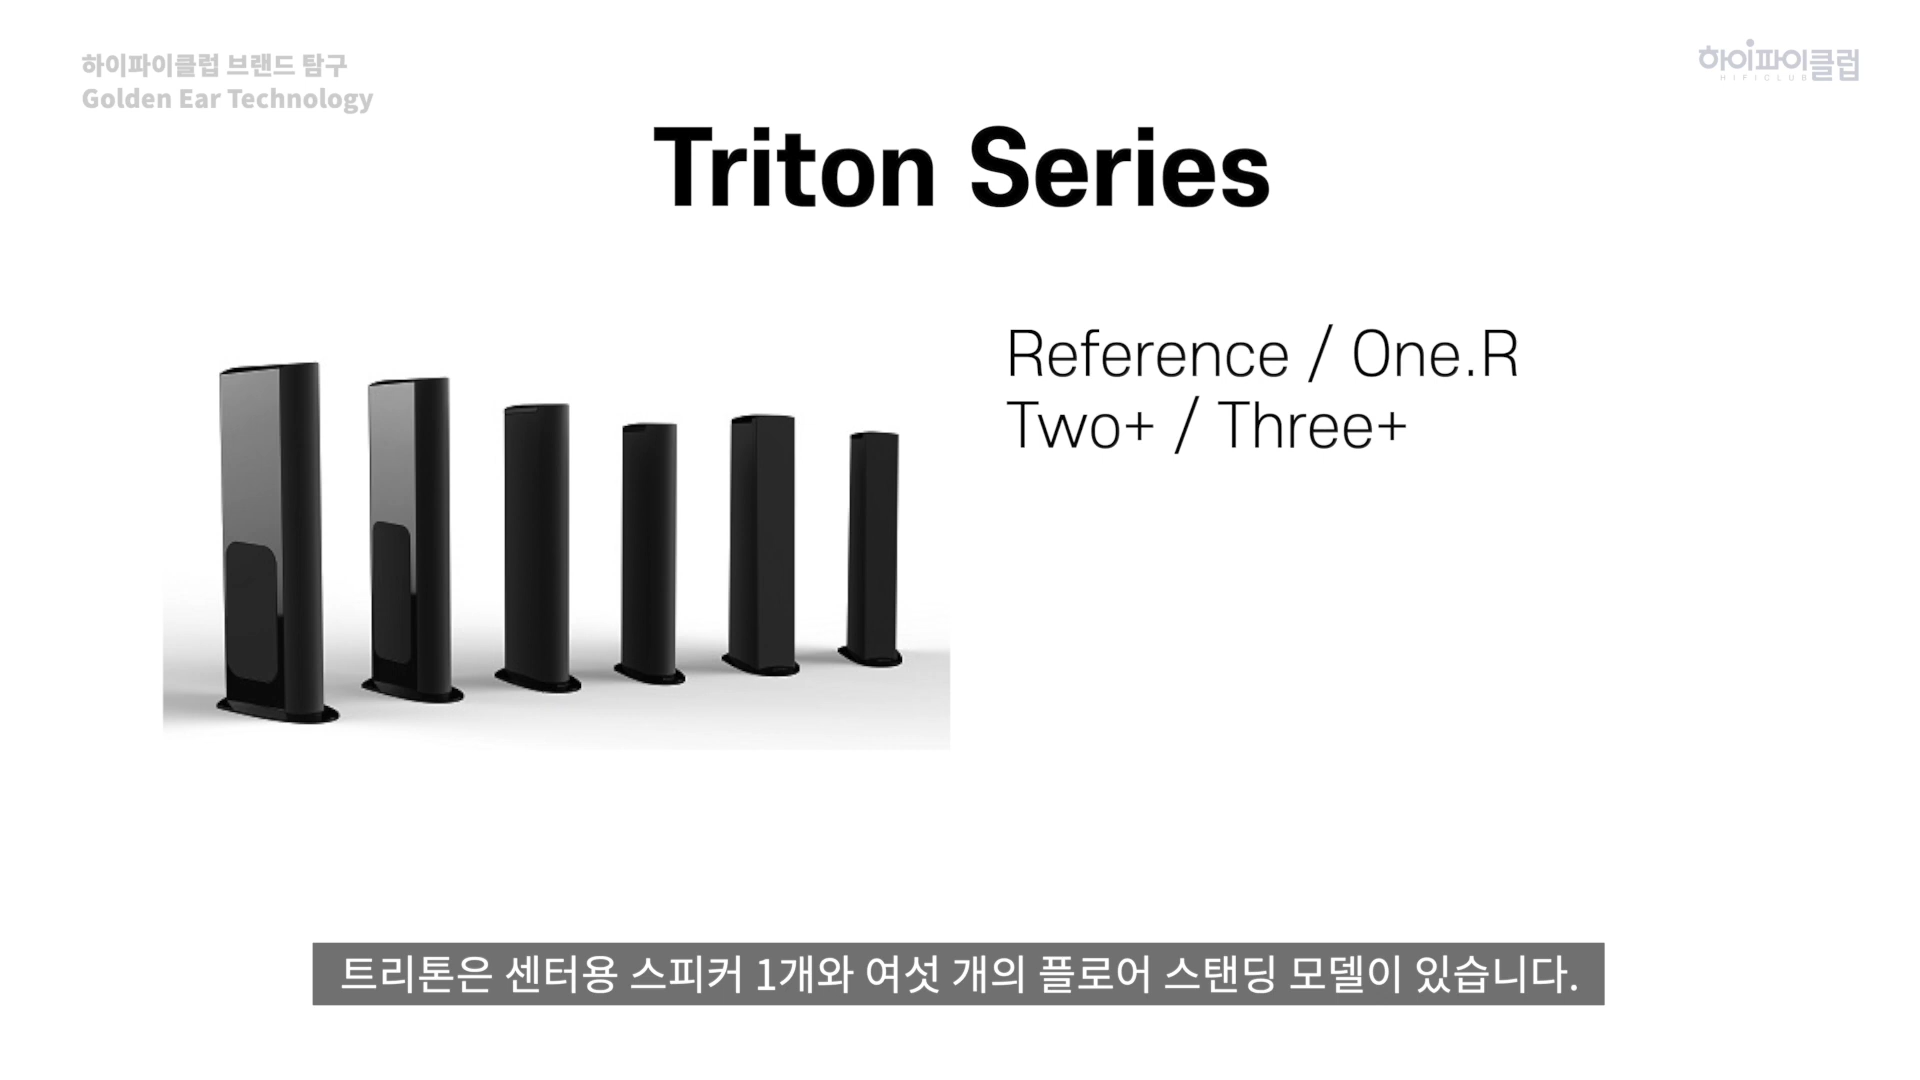 하이파이클럽 브랜드 탐구
Golden Ear Technology
하이파이클럽
HIFICLUB
Triton Series
Reference / One.R
Two+ / Three+
트리톤은 센터용 스피커 1개와 여섯 개의 플로어 스탠딩 모델이 있습니다.